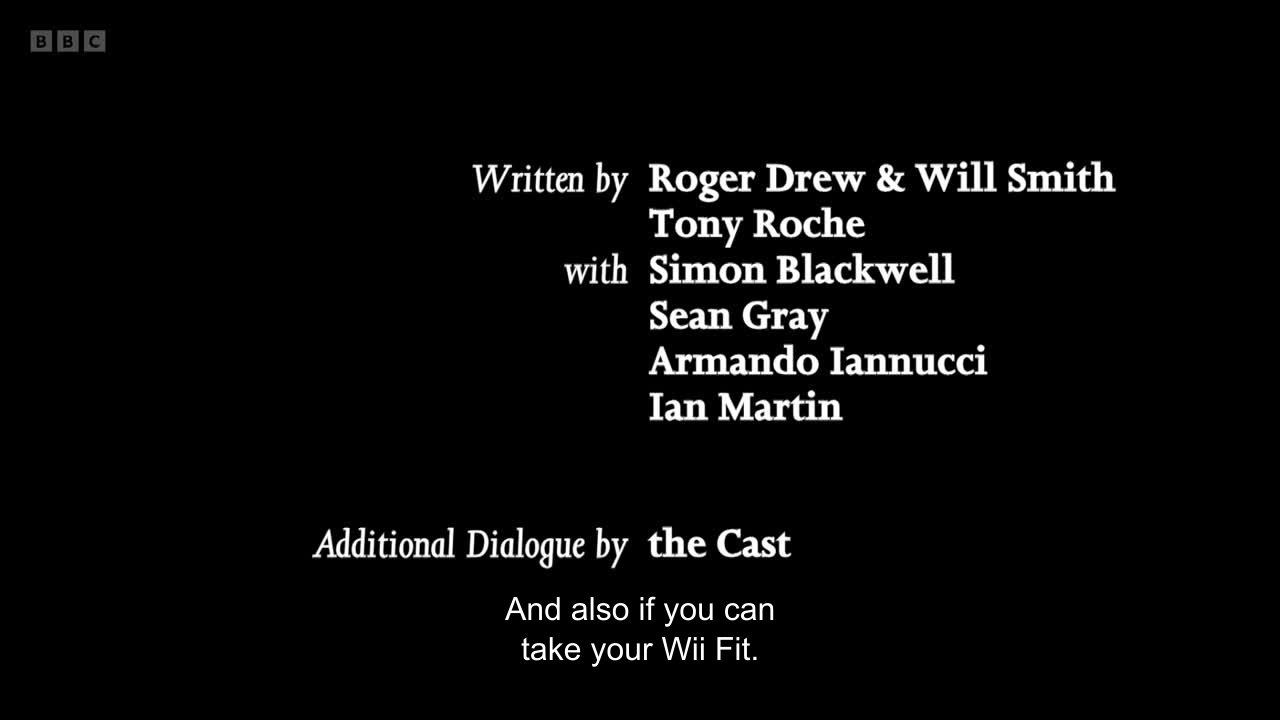 BBC
Written by Roger Drew & Will Smith
Tony Roche
with Simon Blackwell
Sean Gray
Armando Iannucci
Ian Martin
Additional Dialogue by the Cast
And also if you can
take your Wii Fit.